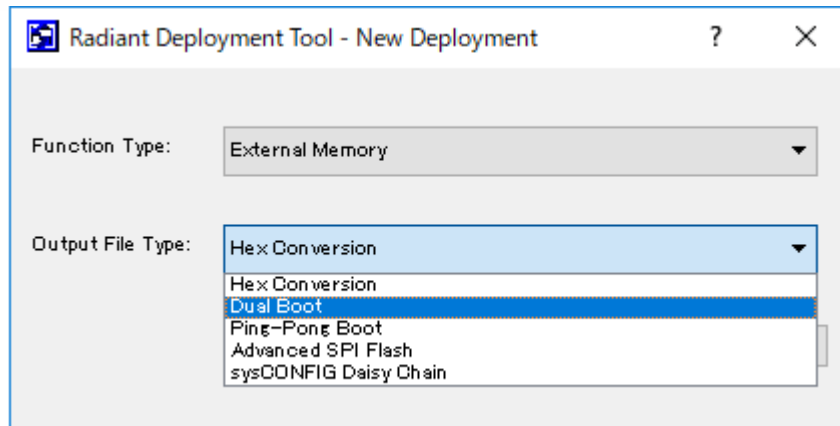 Radiant Deployment Tool - New Deployment
Function Type: External Memory
Output File Type: Hex Conversion
Hex Conversion
Dual Boot
Ping-Pong Boot
Advanced SPI Flash
sysCONFIG Daisy Chain